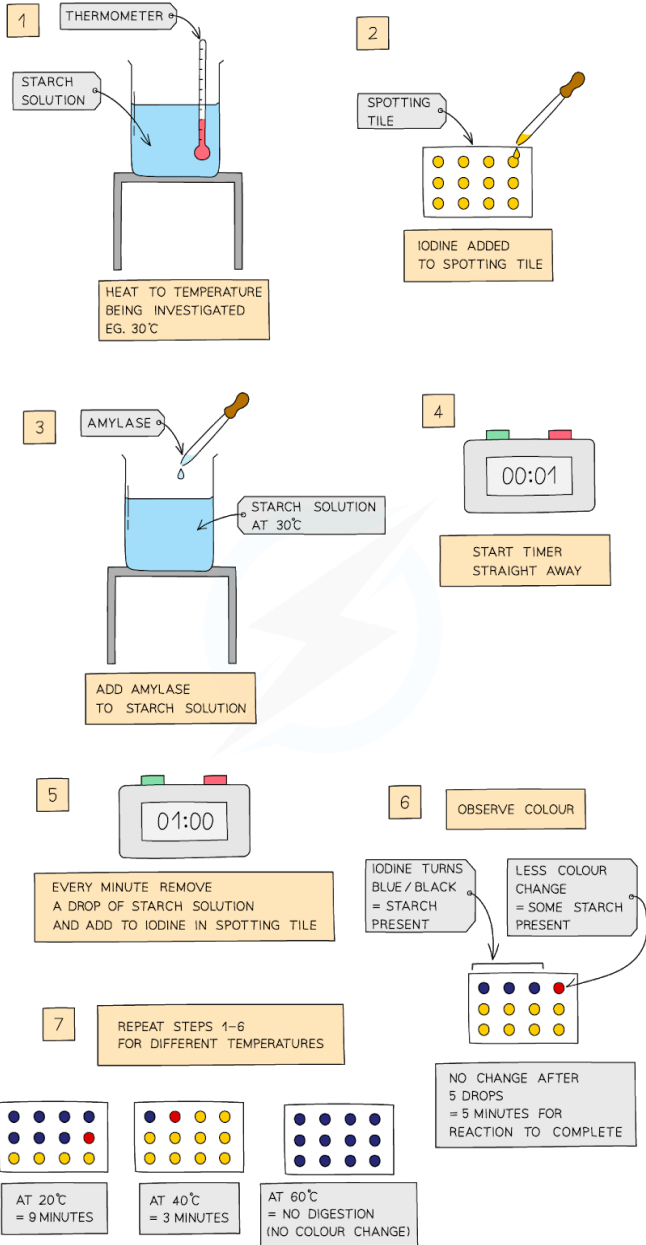 1
THERMOMETER
STARCH
SOLUTION
HEAT TO TEMPERATURE
BEING INVESTIGATED
EG. 30°C
2
SPOTTING
TILE
IODINE ADDED
TO SPOTTING TILE
3
AMYLASE
STARCH SOLUTION
AT 30°C
ADD AMYLASE
TO STARCH SOLUTION
4
00:01
START TIMER
STRAIGHT AWAY
5
01:00
EVERY MINUTE REMOVE
A DROP OF STARCH SOLUTION
AND ADD TO IODINE IN SPOTTING TILE
6
OBSERVE COLOUR
IODINE TURNS
BLUE/BLACK
= STARCH
PRESENT
LESS COLOUR
CHANGE
= SOME STARCH
PRESENT
NO CHANGE AFTER
5 DROPS
= 5 MINUTES FOR
REACTION TO COMPLETE
7
REPEAT STEPS 1-6
FOR DIFFERENT TEMPERATURES
AT 20°C
= 9 MINUTES
AT 40°C
= 3 MINUTES
AT 60°C
= NO DIGESTION
(NO COLOUR CHANGE)